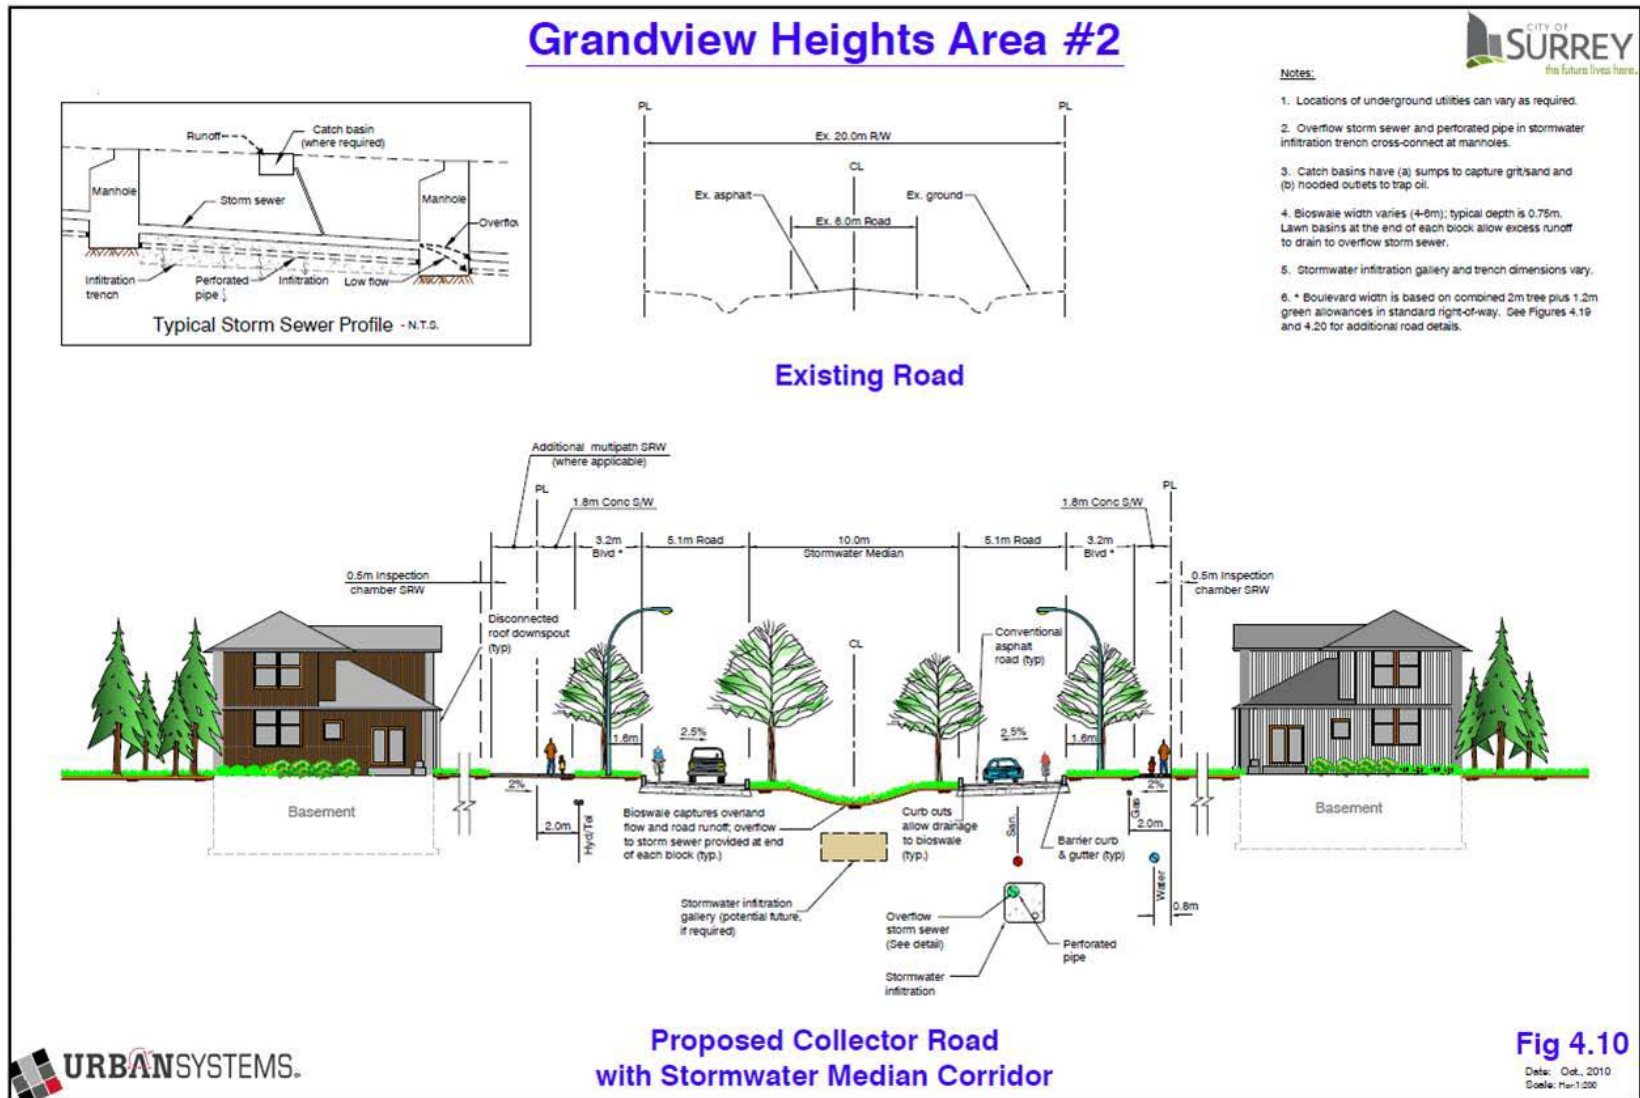 Grandview Heights Area #2
CITY OF
SURREY
the future lives here.
Runoff
Catch basin
(where required)
Manhole
Manhole
Storm sewer
Overflo
Infiltration
trench
Perforated
pipe
Infiltration
Low flow
Typical Storm Sewer Profile - N.T.S.
PL
PL
Ex. 20.0m R/W
CL
Ex. asphalt
Ex. ground
Ex. 6.0m Road
Existing Road
Notes:
1. Locations of underground utilities can vary as required.
2. Overflow storm sewer and perforated pipe in stormwater
infiltration trench cross-connect at manholes.
3. Catch basins have (a) sumps to capture grit/sand and
(b) hooded outlets to trap oil.
4. Bioswale width varies (4-6m); typical depth is 0.75m.
Lawn basins at the end of each block allow excess runoff
to drain to overflow storm sewer.
5. Stormwater infiltration gallery and trench dimensions vary.
6. * Boulevard width is based on combined 2m tree plus 1.2m
green allowances in standard right-of-way. See Figures 4.19
and 4.20 for additional road details.
Additional multipath SRW
(where applicable)
PL
PL
1.8m Conc S/W
1.8m Conc S/W
3.2m
Blvd *
5.1m Road
10.0m
Stormwater Median
5.1m Road
3.2m
Blvd *
0.5m Inspection
chamber SRW
0.5m Inspection
chamber SRW
Disconnected
roof downspout
(typ)
CL
Conventional
asphalt
road (typ)
1.6m
2.5%
2.5%
1.6m
2%
2%
Basement
Basement
2.0m
Hyd/Tel
Bioswale captures overland
flow and road runoff; overflow
to storm sewer provided at end
of each block (typ.)
Curb cuts
allow drainage
to bioswale
(typ.)
San.
Barrier curb
& gutter (typ)
Gas
2.0m
Water
0.8m
Stormwater infiltration
gallery (potential future,
if required)
Overflow
storm sewer
(See detail)
Perforated
pipe
Stormwater
infiltration
Proposed Collector Road
with Stormwater Median Corridor
URBANSYSTEMS.
Fig 4.10
Date: Oct., 2010
Scale: Hor:1:200